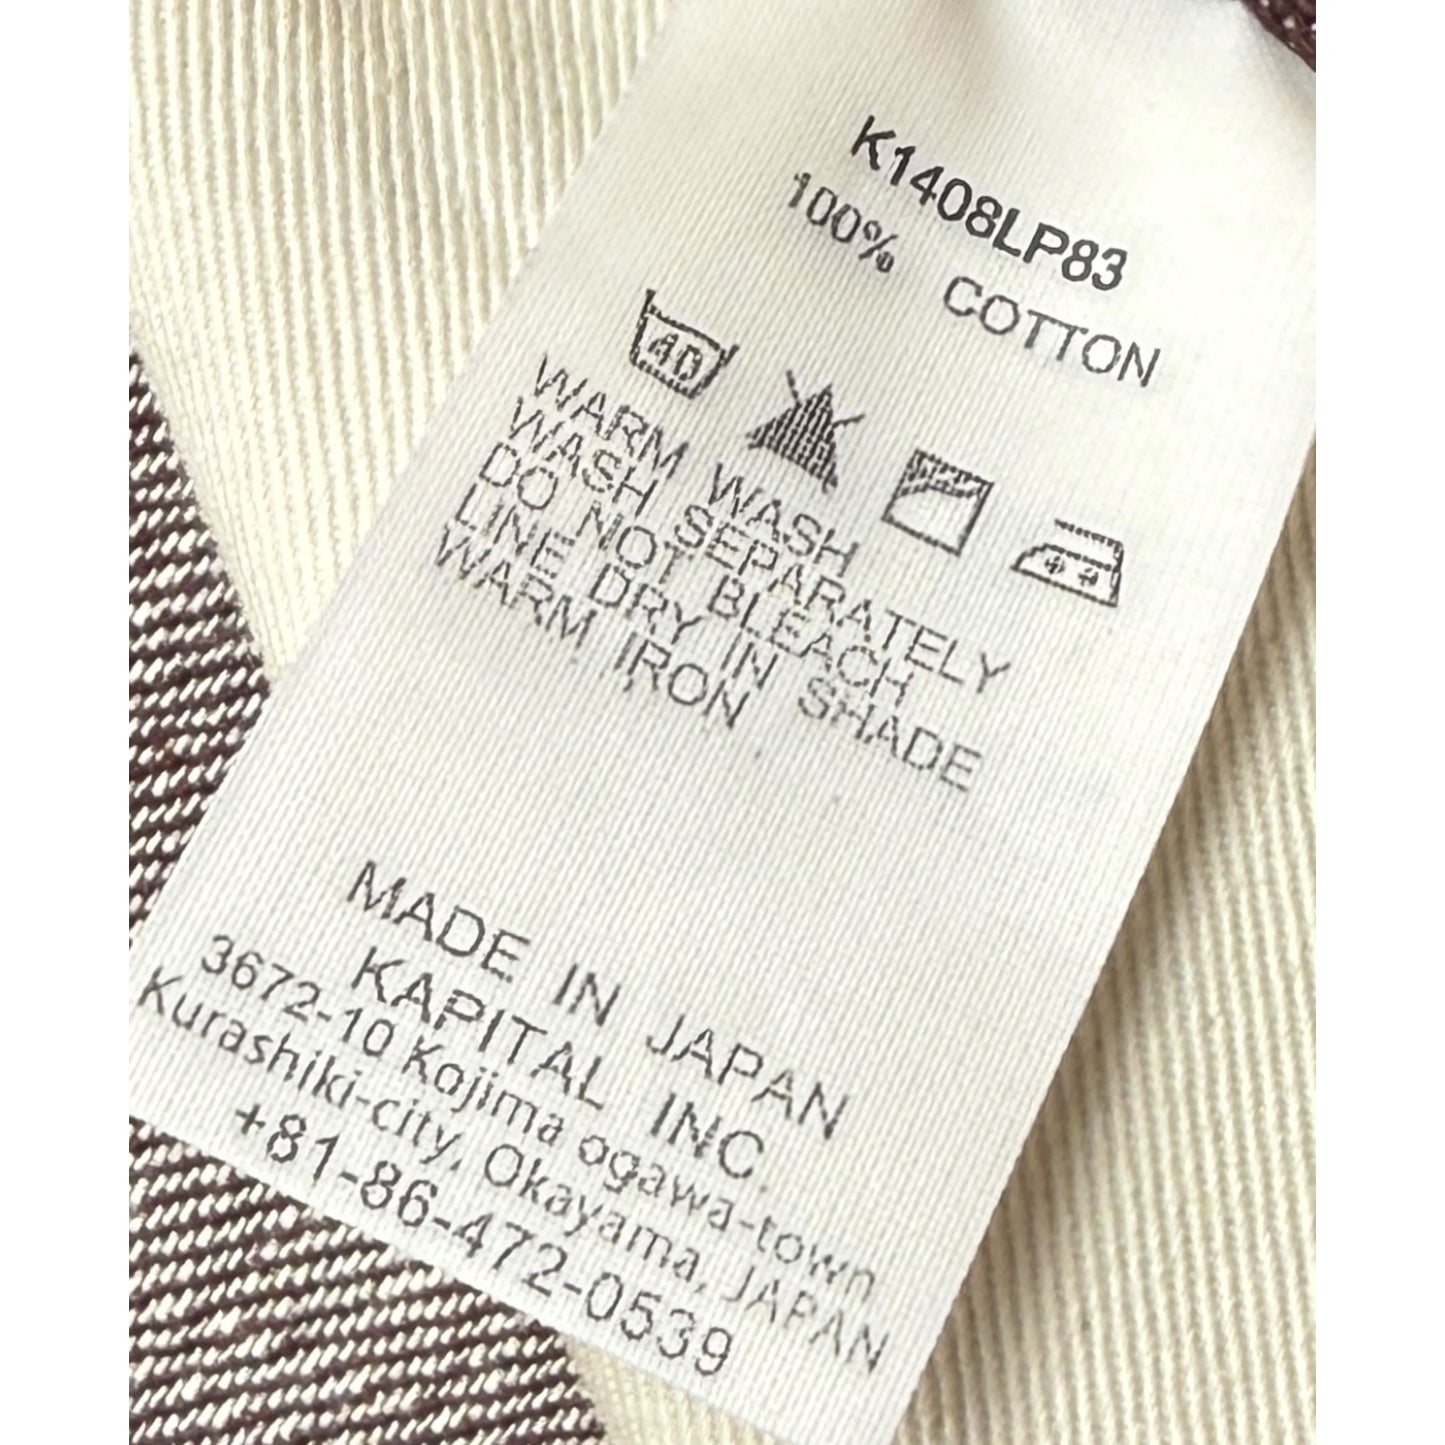 K1408LP83
100% COTTON
40
WARM WASH
WASH SEPARATELY
DO NOT BLEACH
LINE DRY IN SHADE
WARM IRON
MADE IN JAPAN
KAPITAL INC.
3672-10 Kojima ogawa-town
Kurashiki-city, Okayama, JAPAN
+81-86-472-0539